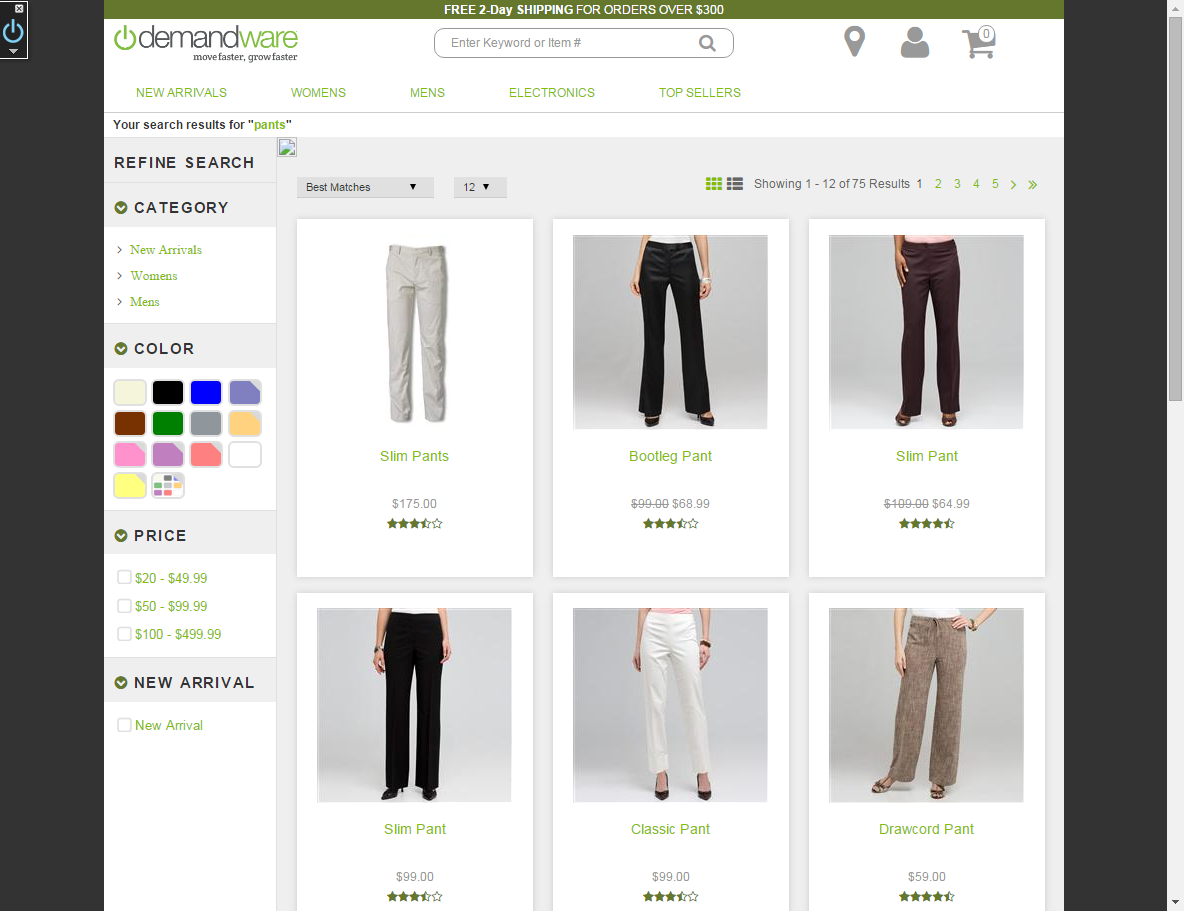 FREE 2-Day SHIPPING FOR ORDERS OVER $300
demandware
move faster, grow faster
Enter Keyword or Item #
0
NEW ARRIVALS
WOMENS
MENS
ELECTRONICS
TOP SELLERS
Your search results for "pants"
REFINE SEARCH
CATEGORY
New Arrivals
Womens
Mens
COLOR
PRICE
$20 - $49.99
$50 - $99.99
$100 - $499.99
NEW ARRIVAL
New Arrival
Best Matches
12
Showing 1 - 12 of 75 Results 1 2 3 4 5 › »
Slim Pants
$175.00
Bootleg Pant
$99.00 $68.99
Slim Pant
$109.00 $64.99
Slim Pant
$99.00
Classic Pant
$99.00
Drawcord Pant
$59.00